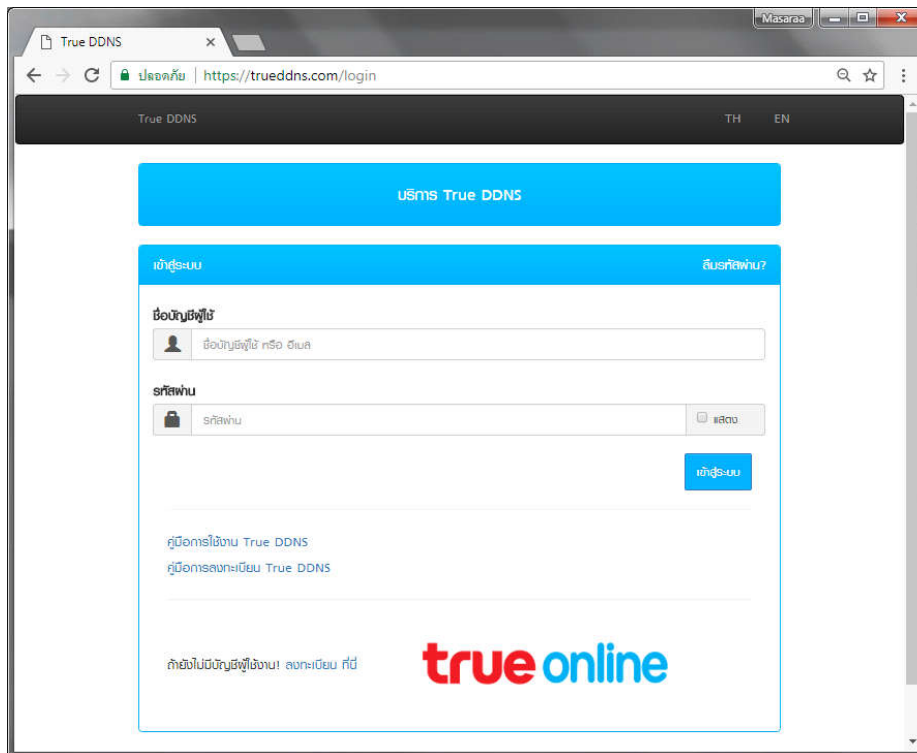 Masaraa
True DDNS
ปลอดภัย | https://trueddns.com/login
True DDNS TH EN
บริการ True DDNS
เข้าสู่ระบบ ลืมรหัสผ่าน?
ชื่อบัญชีผู้ใช้
ชื่อบัญชีผู้ใช้ หรือ อีเมล
รหัสผ่าน
รหัสผ่าน แสดง
เข้าสู่ระบบ
คู่มือการใช้งาน True DDNS
คู่มือการลงทะเบียน True DDNS
ถ้ายังไม่มีบัญชีผู้ใช้งาน! ลงทะเบียน ที่นี่
true online